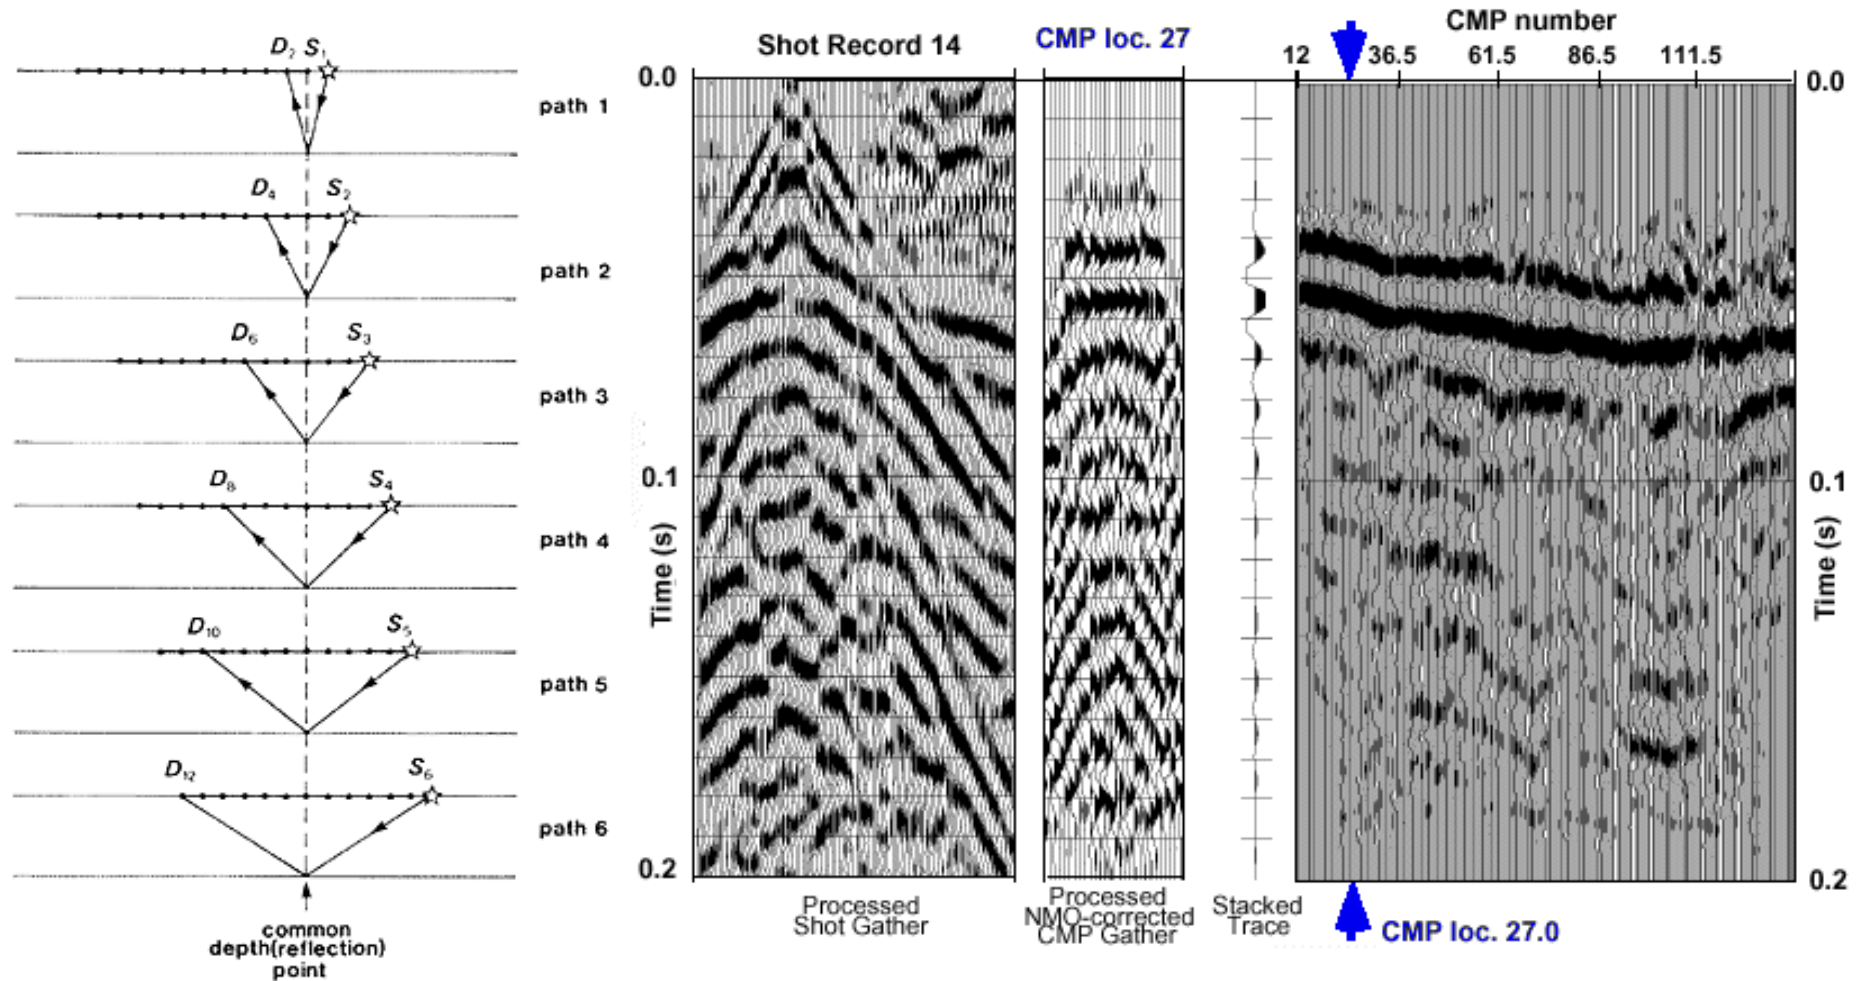 D₂ S₁
path 1
D₄ S₂
path 2
D₆ S₃
path 3
D₈ S₄
path 4
D₁₀ S₅
path 5
D₁₂ S₆
path 6
common
depth(reflection)
point
Shot Record 14
0.0
0.1
0.2
Time (s)
Processed
Shot Gather
CMP loc. 27
Processed
NMO-corrected
CMP Gather
Stacked
Trace
CMP number
12 36.5 61.5 86.5 111.5
0.0
0.1
0.2
Time (s)
CMP loc. 27.0